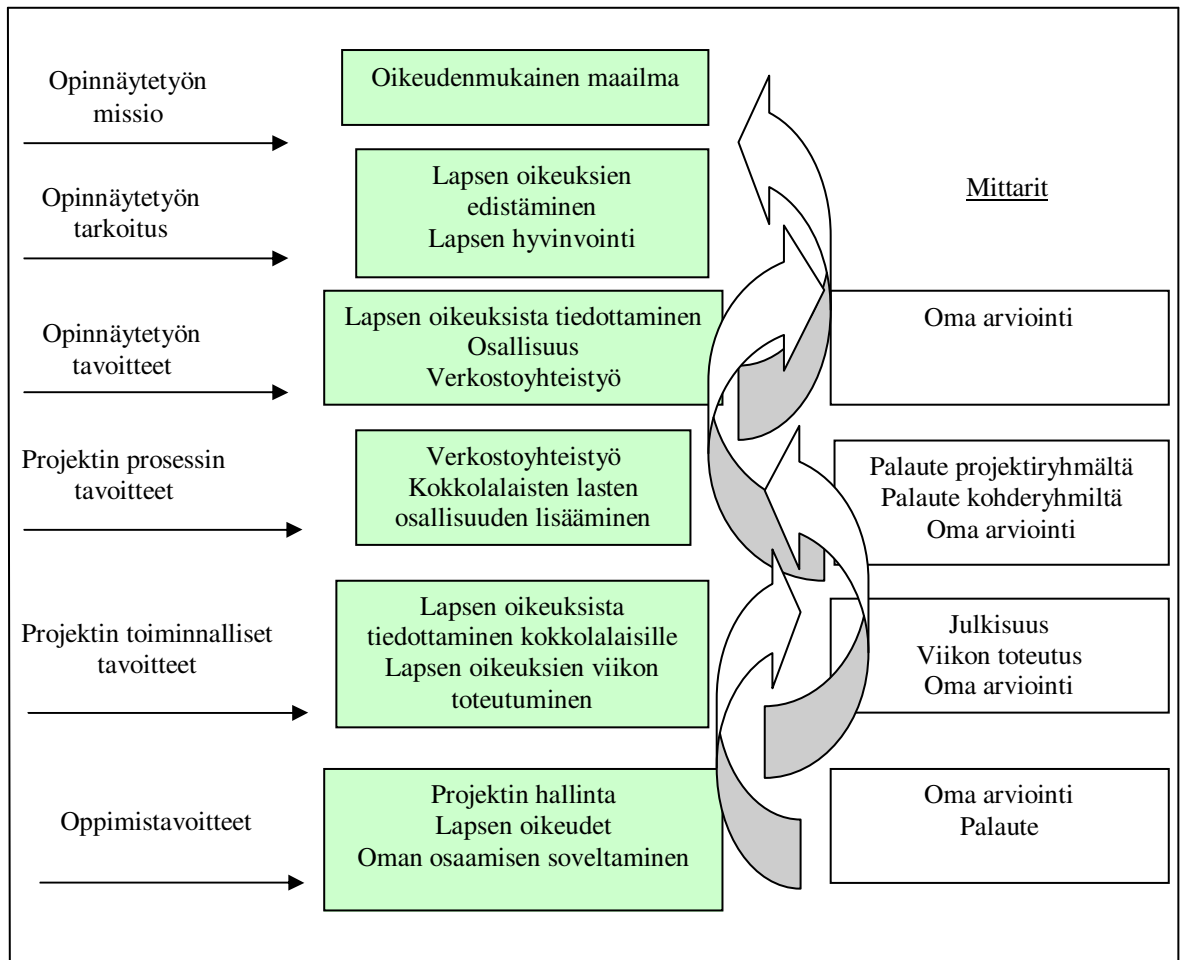 Opinnäytetyön
missio
Oikeudenmukainen maailma
Opinnäytetyön
tarkoitus
Lapsen oikeuksien
edistäminen
Lapsen hyvinvointi
Mittarit
Opinnäytetyön
tavoitteet
Lapsen oikeuksista tiedottaminen
Osallisuus
Verkostoyhteistyö
Oma arviointi
Projektin prosessin
tavoitteet
Verkostoyhteistyö
Kokkolalaisten lasten
osallisuuden lisääminen
Palaute projektiryhmältä
Palaute kohderyhmiltä
Oma arviointi
Projektin toiminnalliset
tavoitteet
Lapsen oikeuksista
tiedottaminen kokkolalaisille
Lapsen oikeuksien viikon
toteutuminen
Julkisuus
Viikon toteutus
Oma arviointi
Oppimistavoitteet
Projektin hallinta
Lapsen oikeudet
Oman osaamisen soveltaminen
Oma arviointi
Palaute